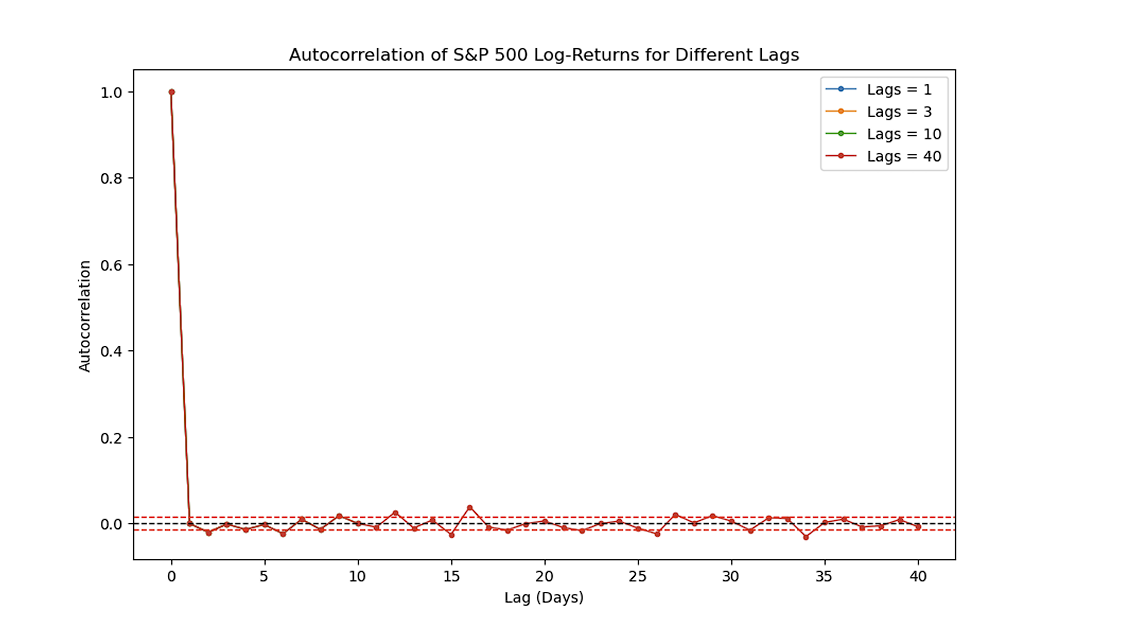 Autocorrelation of S&P 500 Log-Returns for Different Lags
Lags = 1
Lags = 3
Lags = 10
Lags = 40
1.0
0.8
0.6
0.4
0.2
0.0
Autocorrelation
0 5 10 15 20 25 30 35 40
Lag (Days)